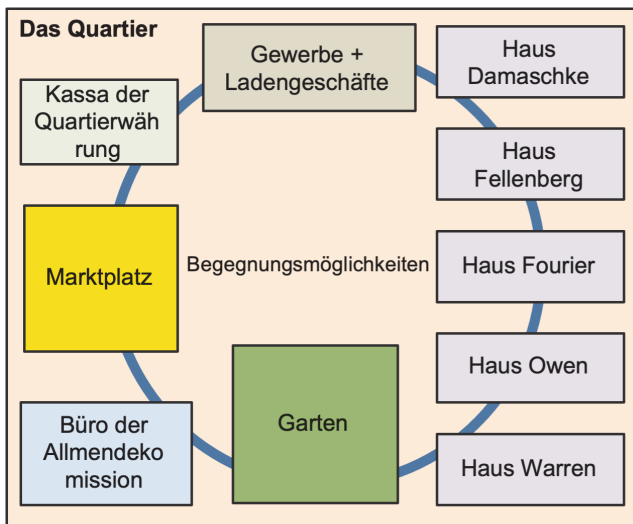 Das Quartier
Gewerbe +
Ladengeschäfte
Haus
Damaschke
Kassa der
Quartierwäh
rung
Haus
Fellenberg
Marktplatz
Begegnungsmöglichkeiten
Haus Fourier
Haus Owen
Büro der
Allmendeko
mission
Garten
Haus Warren